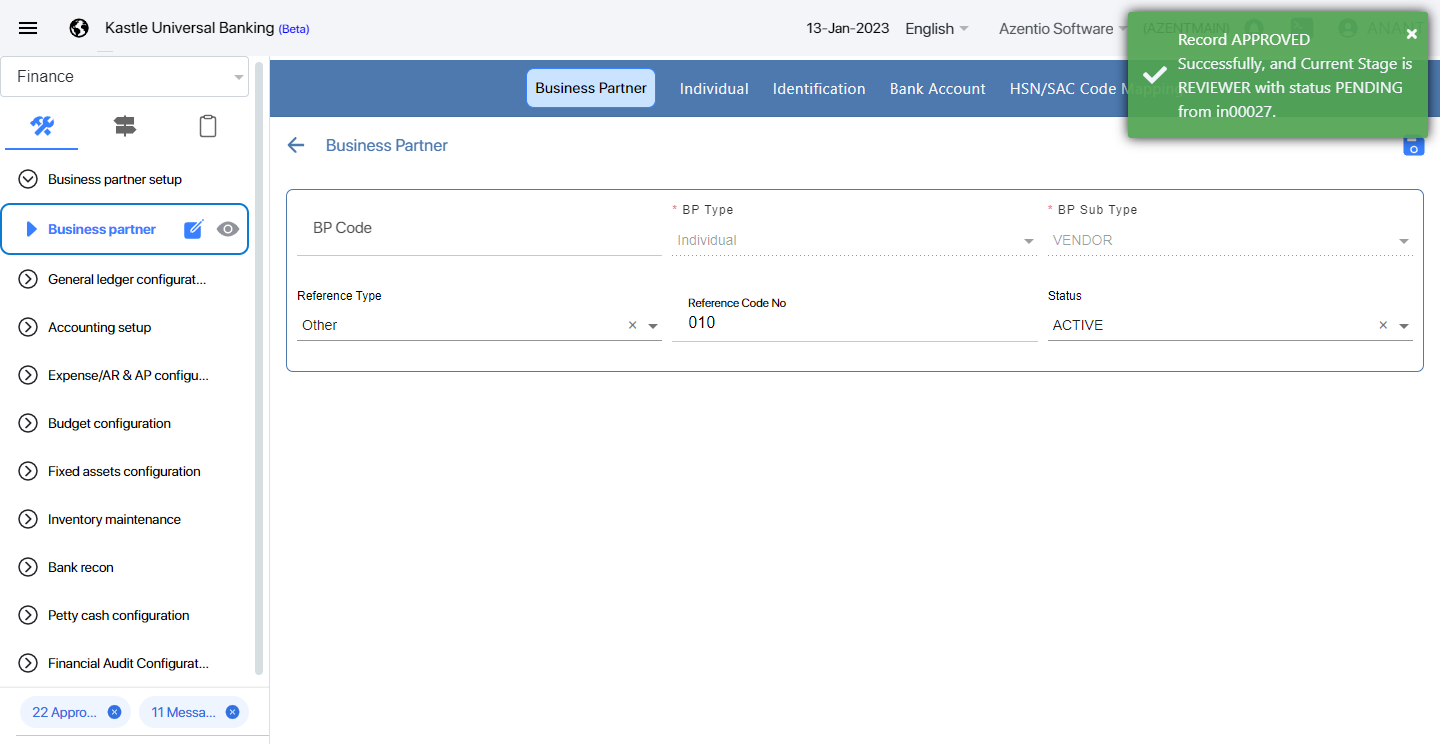 Kastle Universal Banking (Beta)
13-Jan-2023
English
Azentio Software
(AZENTMAIN)
Record APPROVED
Successfully, and Current Stage is
REVIEWER with status PENDING
from in00027.
Finance
Business Partner
Individual
Identification
Bank Account
HSN/SAC Code Mapping
Business Partner
Business partner setup
Business partner
General ledger configurat...
Accounting setup
Expense/AR & AP configu...
Budget configuration
Fixed assets configuration
Inventory maintenance
Bank recon
Petty cash configuration
Financial Audit Configurat...
22 Appro...
11 Messa...
BP Code
* BP Type
Individual
* BP Sub Type
VENDOR
Reference Type
Other
Reference Code No
010
Status
ACTIVE